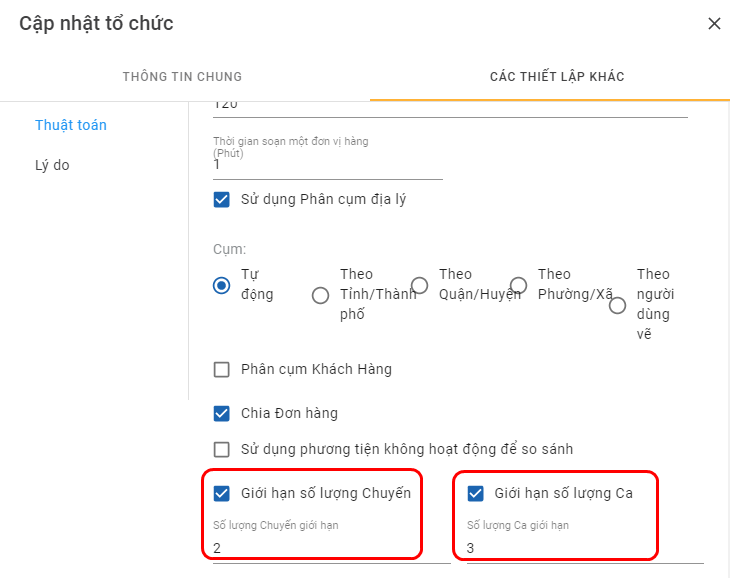 Cập nhật tổ chức
THÔNG TIN CHUNG
CÁC THIẾT LẬP KHÁC
Thuật toán
Lý do
120
Thời gian soạn một đơn vị hàng
(Phút)
1
Sử dụng Phân cụm địa lý
Cụm:
Tự
động
Theo
Tỉnh/Thành
phố
Theo
Quận/Huyện
Theo
Phường/Xã
Theo
người
dùng
vẽ
Phân cụm Khách Hàng
Chia Đơn hàng
Sử dụng phương tiện không hoạt động để so sánh
Giới hạn số lượng Chuyến
Số lượng Chuyến giới hạn
2
Giới hạn số lượng Ca
Số lượng Ca giới hạn
3